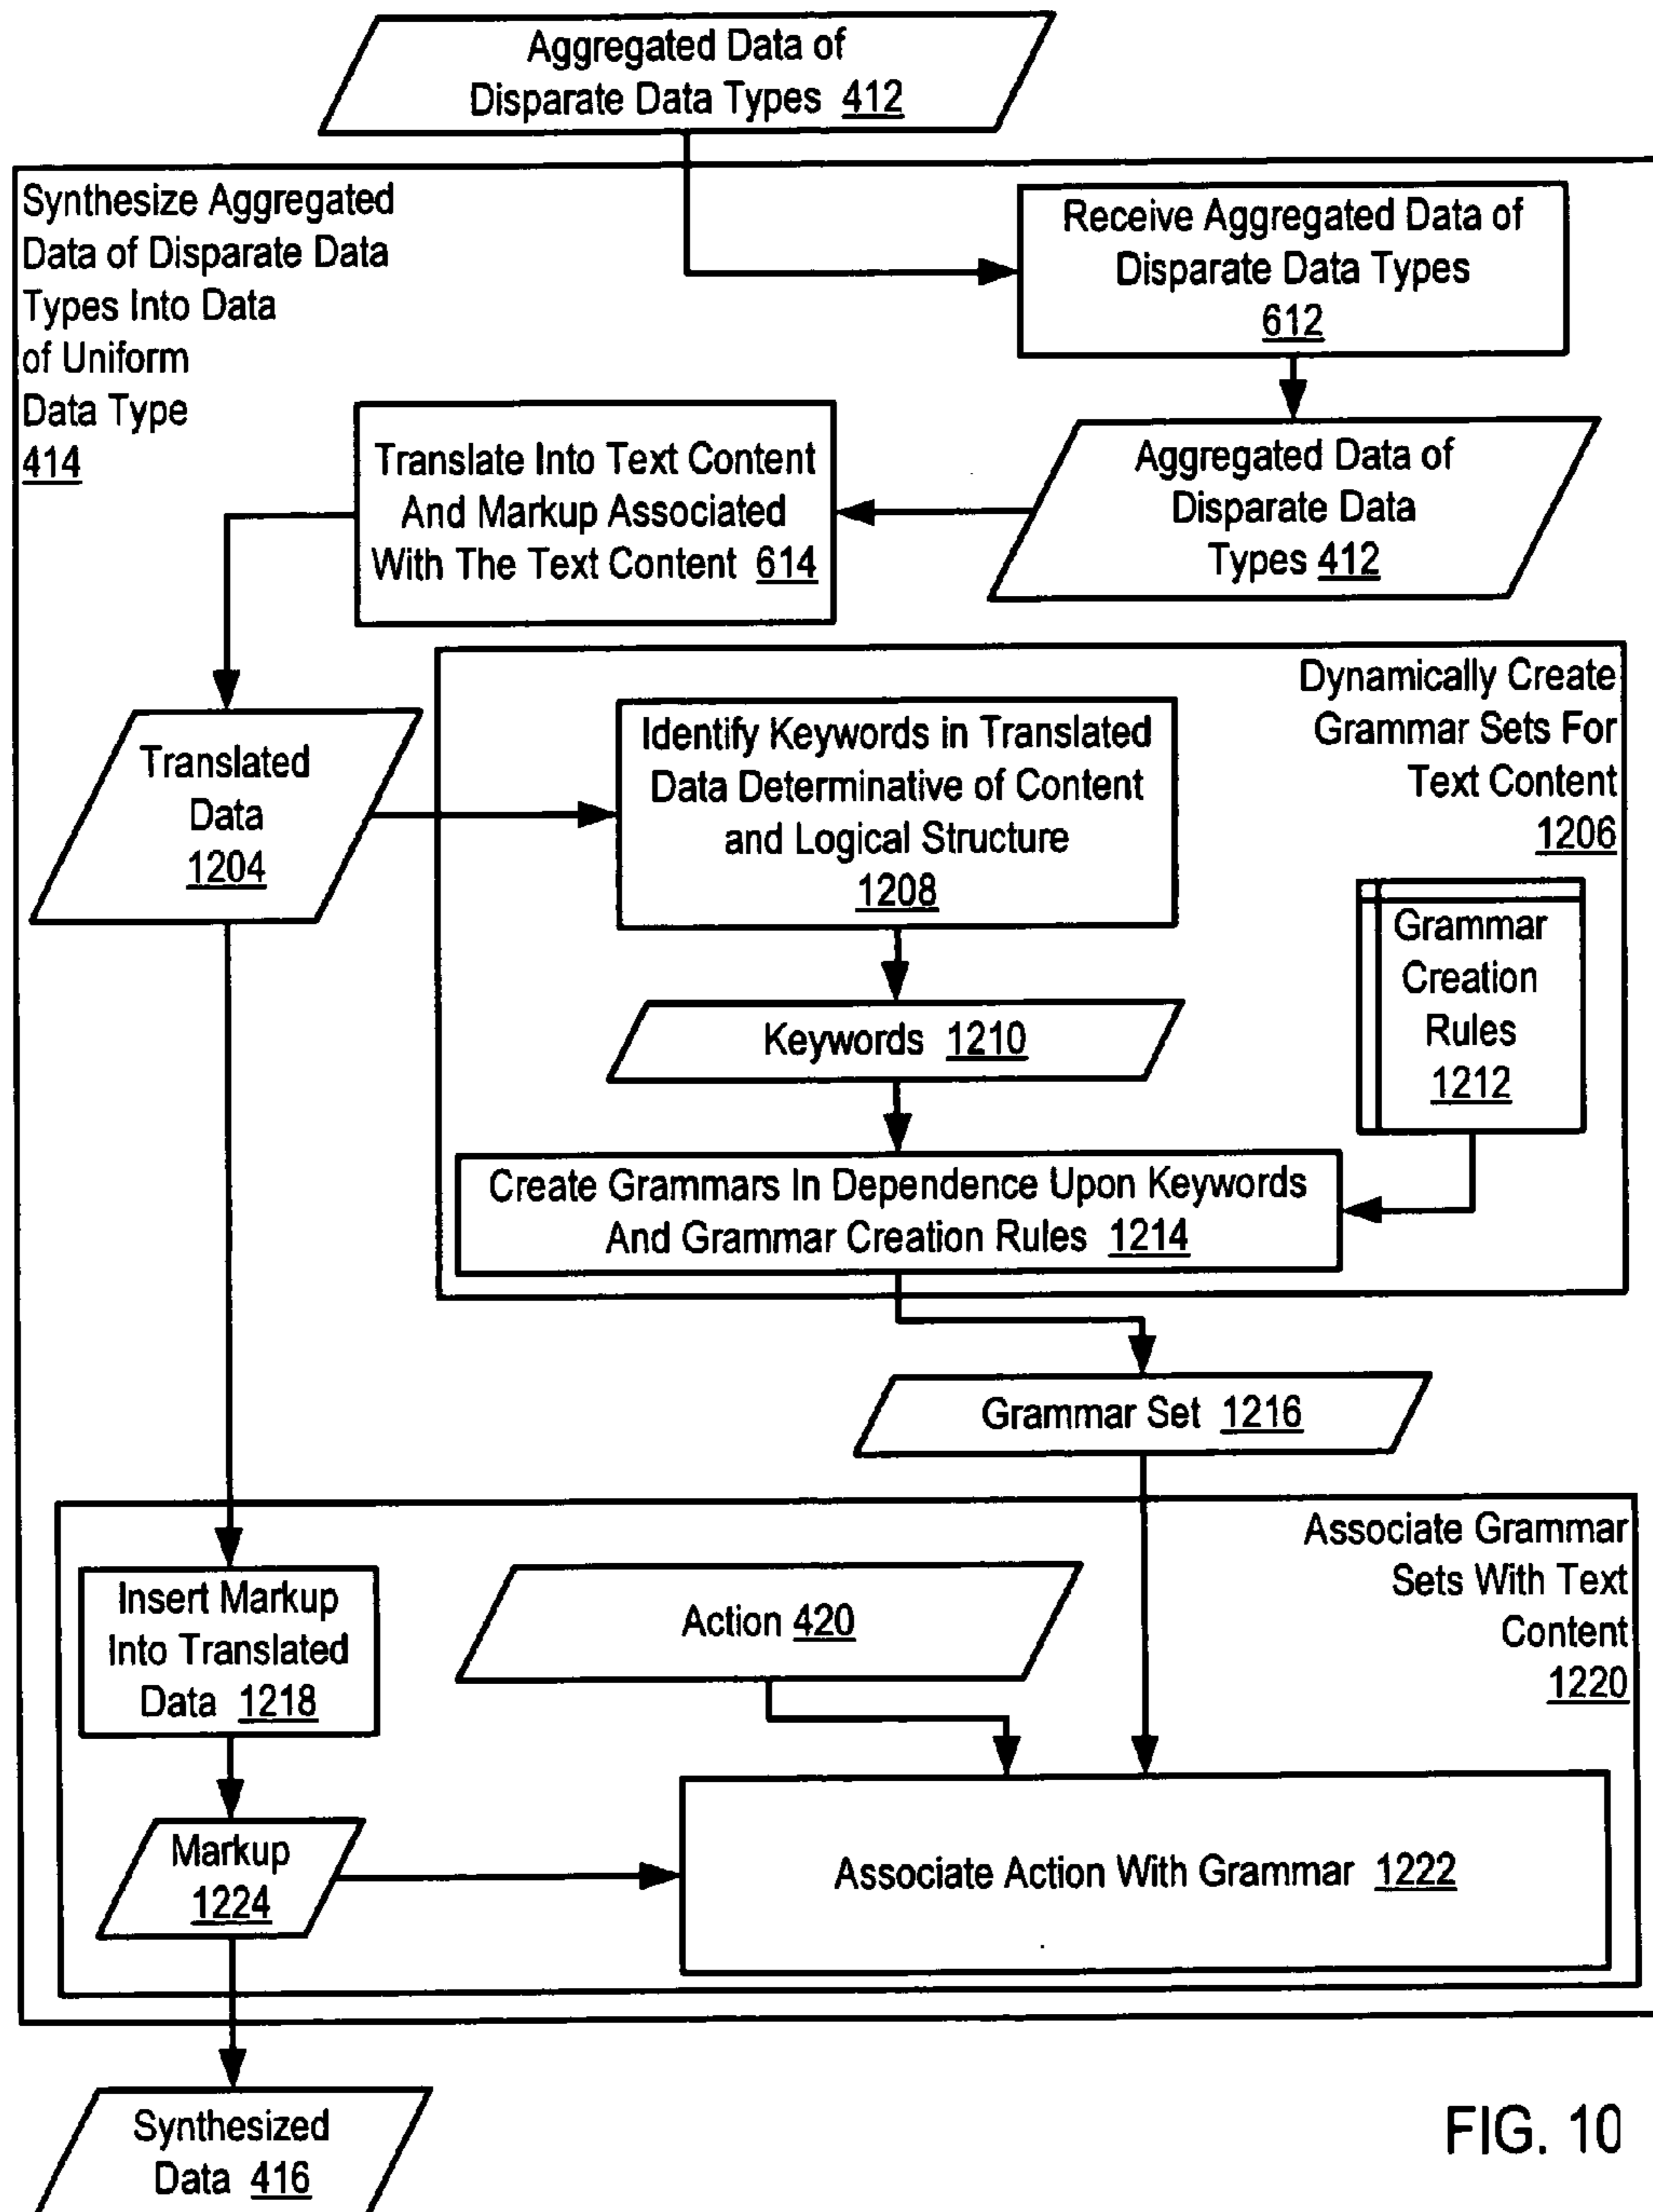 Aggregated Data of
Disparate Data Types 412
Synthesize Aggregated
Data of Disparate Data
Types Into Data
of Uniform
Data Type
414
Receive Aggregated Data of
Disparate Data Types
612
Aggregated Data of
Disparate Data
Types 412
Translate Into Text Content
And Markup Associated
With The Text Content 614
Dynamically Create
Grammar Sets For
Text Content
1206
Translated
Data
1204
Identify Keywords in Translated
Data Determinative of Content
and Logical Structure
1208
Grammar
Creation
Rules
1212
Keywords 1210
Create Grammars In Dependence Upon Keywords
And Grammar Creation Rules 1214
Grammar Set 1216
Associate Grammar
Sets With Text
Content
1220
Insert Markup
Into Translated
Data 1218
Action 420
Markup
1224
Associate Action With Grammar 1222
Synthesized
Data 416
FIG. 10